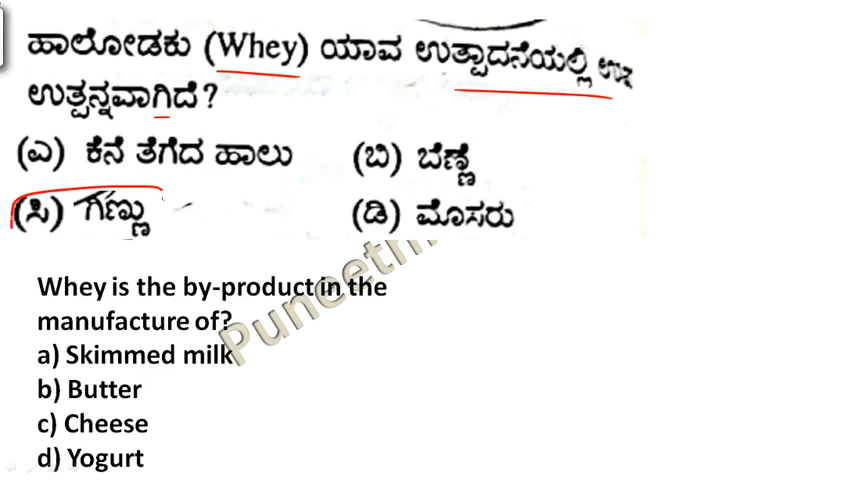 ಹಾಲೋಡಕು (Whey) ಯಾವ ಉತ್ಪಾದನೆಯಲ್ಲಿ
ಉತ್ಪನ್ನವಾಗಿದೆ?
(ಎ) ಕೆನೆ ತೆಗೆದ ಹಾಲು (ಬಿ) ಬೆಣ್ಣೆ
(ಸಿ) ಗಿಣ್ಣು (ಡಿ) ಮೊಸರು
Whey is the by-product in the
manufacture of?
a) Skimmed milk
b) Butter
c) Cheese
d) Yogurt